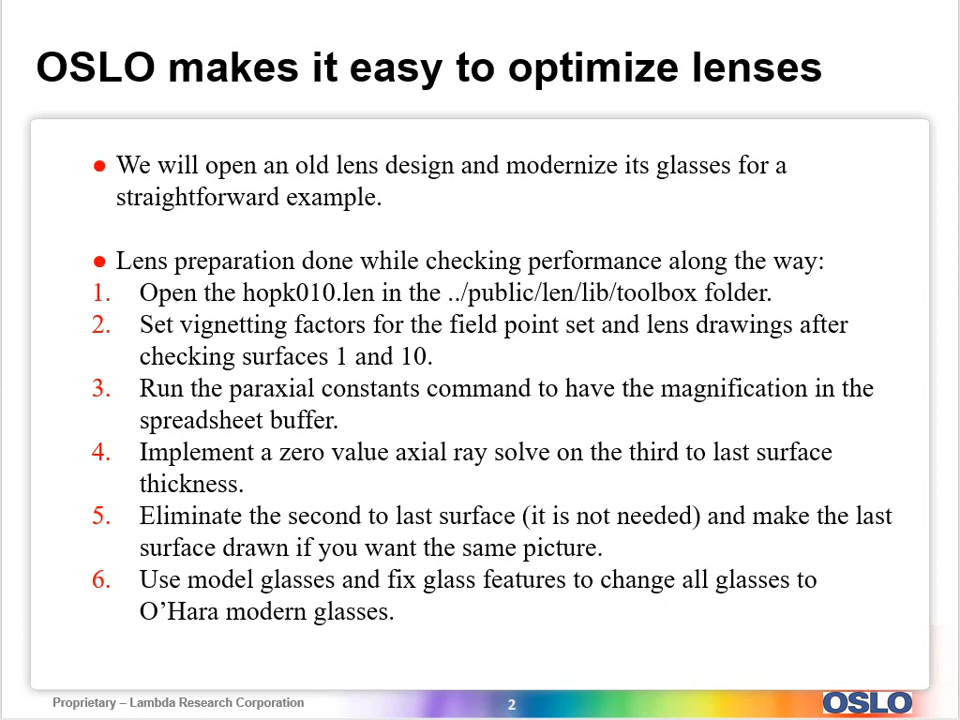 OSLO makes it easy to optimize lenses
● We will open an old lens design and modernize its glasses for a
straightforward example.
● Lens preparation done while checking performance along the way:
1. Open the hopk010.len in the ../public/len/lib/toolbox folder.
2. Set vignetting factors for the field point set and lens drawings after
checking surfaces 1 and 10.
3. Run the paraxial constants command to have the magnification in the
spreadsheet buffer.
4. Implement a zero value axial ray solve on the third to last surface
thickness.
5. Eliminate the second to last surface (it is not needed) and make the last
surface drawn if you want the same picture.
6. Use model glasses and fix glass features to change all glasses to
O’Hara modern glasses.
Proprietary – Lambda Research Corporation
2
OSLO